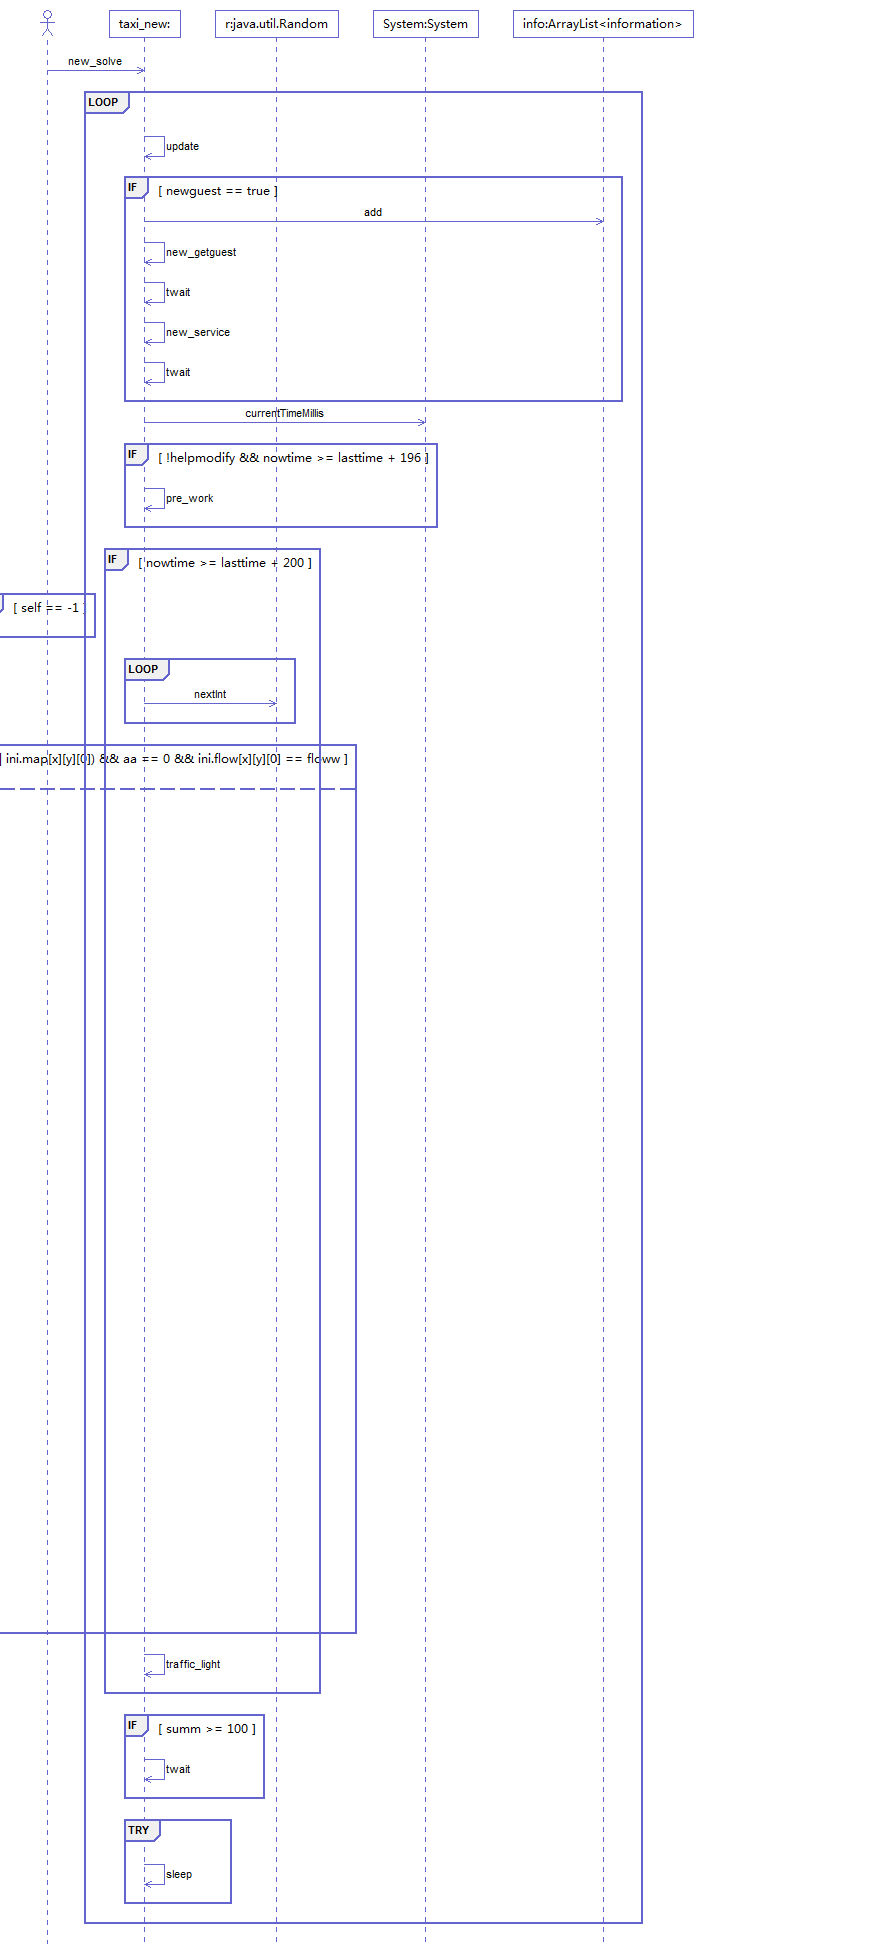 taxi_new:
r:java.util.Random
System:System
info:ArrayList<information>
new_solve
LOOP
update
IF
[ newguest == true ]
add
new_getguest
twait
new_service
twait
currentTimeMillis
IF
[ !helpmodify && nowtime >= lasttime + 196 ]
pre_work
IF
[ nowtime >= lasttime + 200 ]
[ self == -1 ]
LOOP
nextInt
ini.map[x][y][0]) && aa == 0 && ini.flow[x][y][0] == floww ]
traffic_light
IF
[ summ >= 100 ]
twait
TRY
sleep